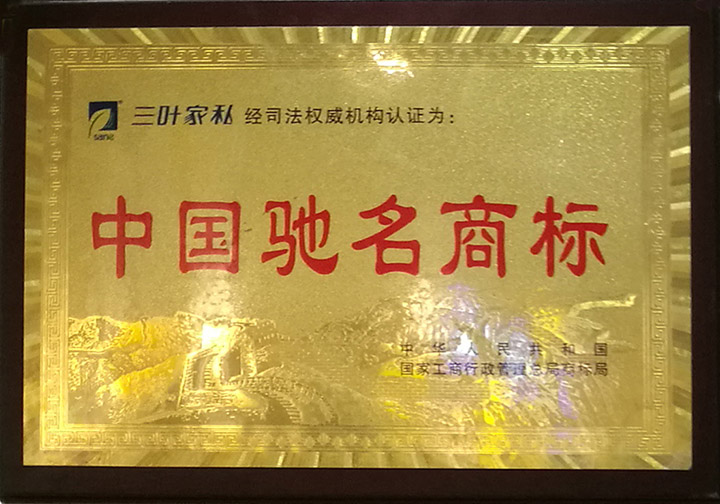 三叶家私 经司法权威机构认证为：
sane
中国驰名商标
中华人民共和国
国家工商行政管理总局商标局